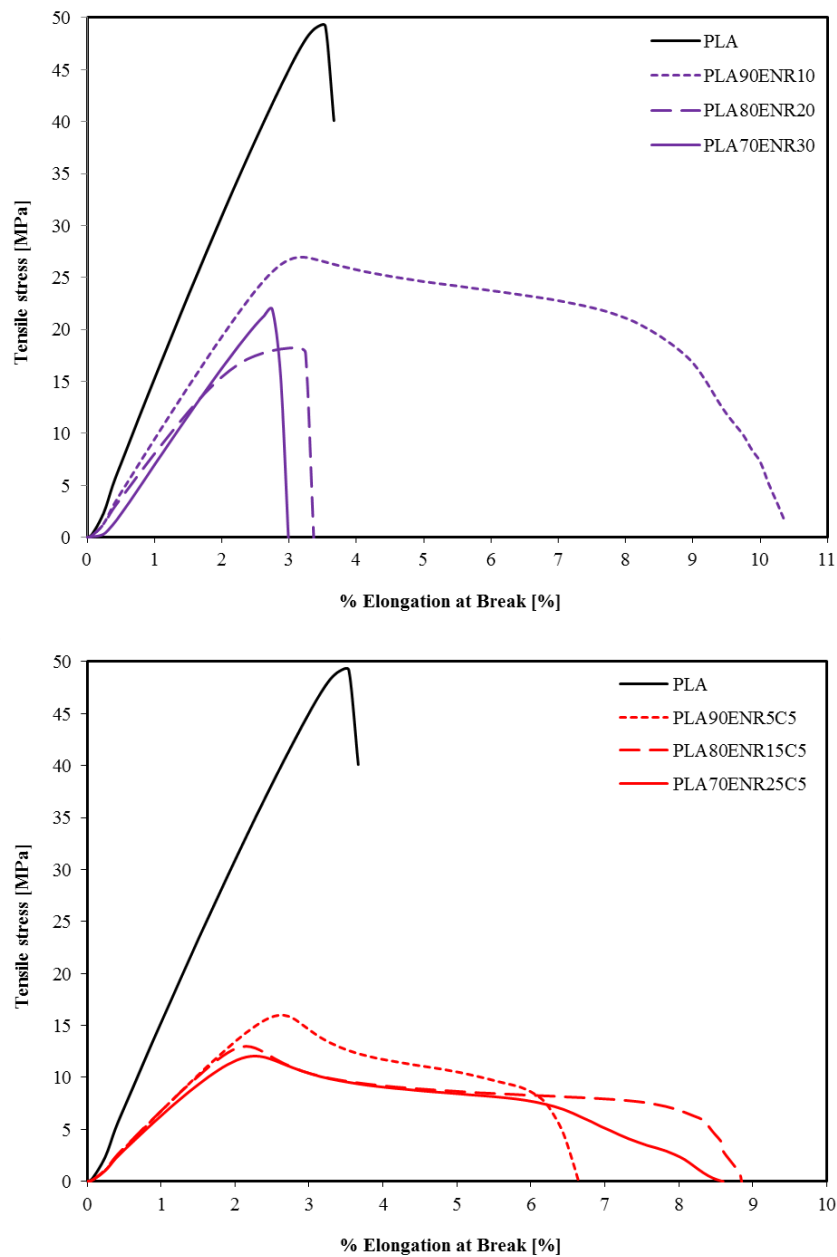 50
45
40
35
30
25
20
15
10
5
0
Tensile stress [MPa]
PLA
PLA90ENR10
PLA80ENR20
PLA70ENR30
0 1 2 3 4 5 6 7 8 9 10 11
% Elongation at Break [%]
50
45
40
35
30
25
20
15
10
5
0
Tensile stress [MPa]
PLA
PLA90ENR5C5
PLA80ENR15C5
PLA70ENR25C5
0 1 2 3 4 5 6 7 8 9 10
% Elongation at Break [%]